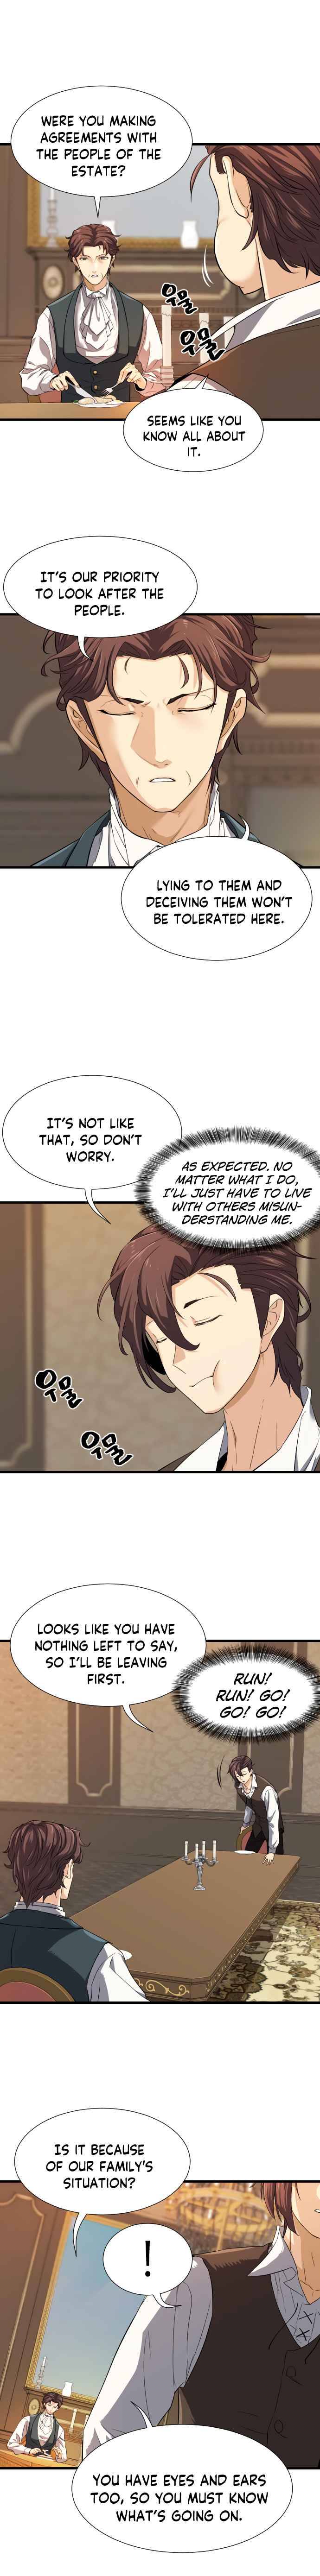 WERE YOU MAKING
AGREEMENTS WITH
THE PEOPLE OF THE
ESTATE?
우물
우물
SEEMS LIKE YOU
KNOW ALL ABOUT
IT.
IT'S OUR PRIORITY
TO LOOK AFTER THE
PEOPLE.
LYING TO THEM AND
DECEIVING THEM WON'T
BE TOLERATED HERE.
IT'S NOT LIKE
THAT, SO DON'T
WORRY.
AS EXPECTED. NO
MATTER WHAT I DO,
I'LL JUST HAVE TO LIVE
WITH OTHERS MISUN-
DERSTANDING ME.
우물
우물
LOOKS LIKE YOU HAVE
NOTHING LEFT TO SAY,
SO I'LL BE LEAVING
FIRST.
RUN!
RUN! GO!
GO! GO!
IS IT BECAUSE
OF OUR FAMILY'S
SITUATION?
!
YOU HAVE EYES AND EARS
TOO, SO YOU MUST KNOW
WHAT'S GOING ON.